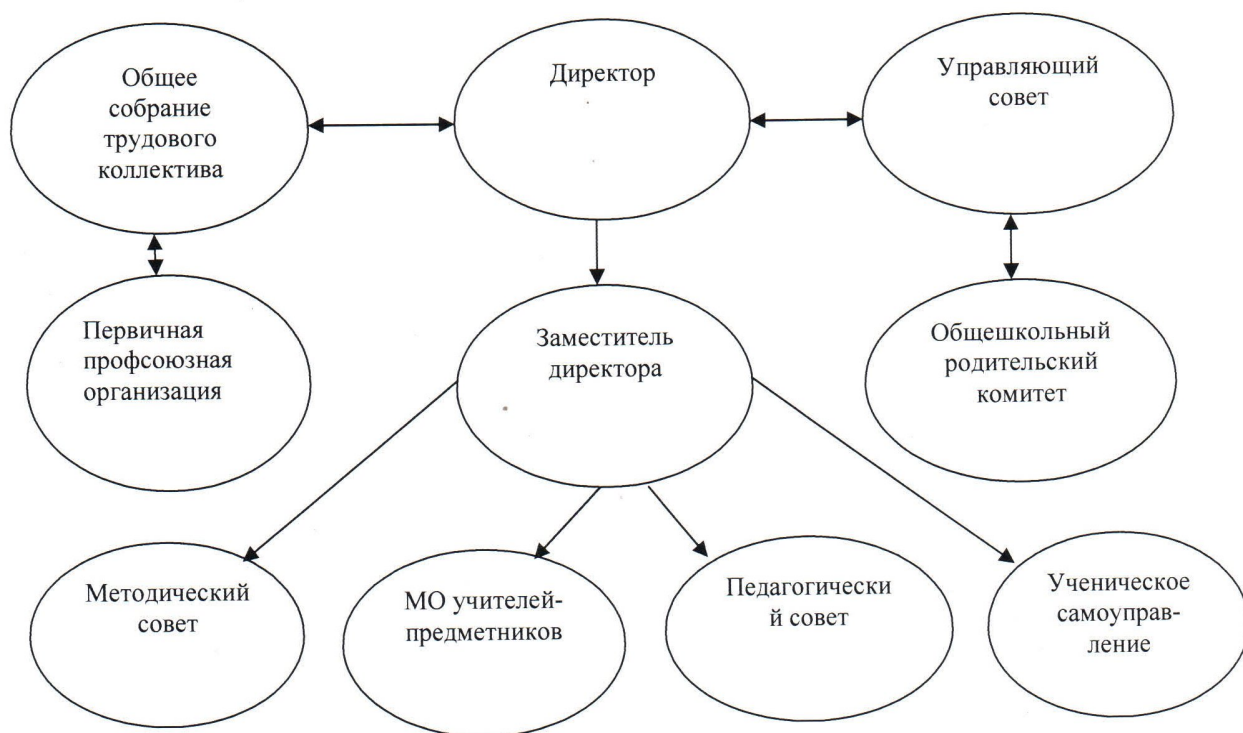 Общее
собрание
трудового
коллектива
Директор
Управляющий
совет
Первичная
профсоюзная
организация
Заместитель
директора
Общешкольный
родительский
комитет
Методический
совет
МО учителей-
предметников
Педагогически
й совет
Ученическое
самоуправ-
ление